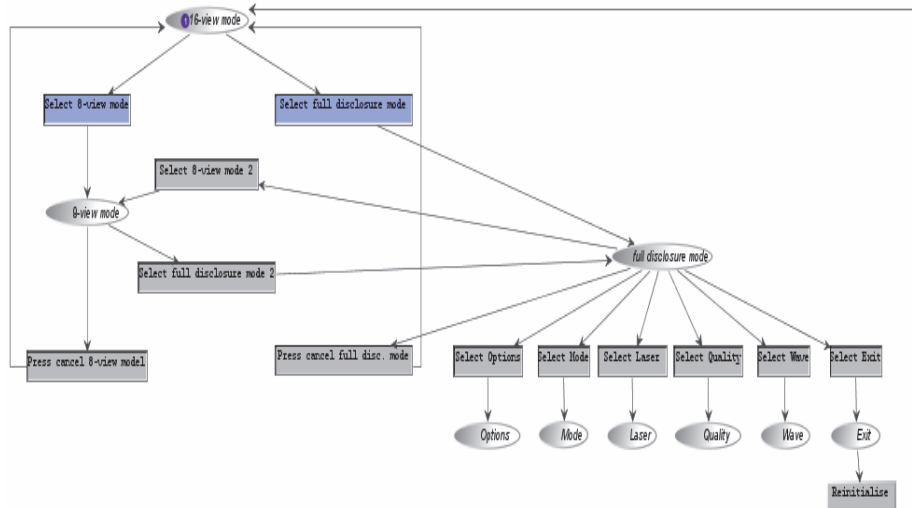 1 16-view mode
Select 8-view mode
Select full disclosure mode
Select 8-view mode 2
9-view mode
full disclosure mode
Select full disclosure mode 2
Press cancel 8-view model
Press cancel full disc. mode
Select Options
Select Mode
Select Laser
Select Quality
Select Wave
Select Exit
Options
Mode
Laser
Quality
Wave
Exit
Reinitialise